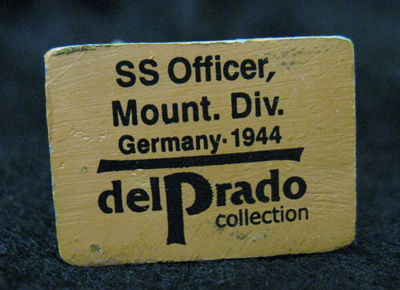 SS Officer,
Mount. Div.
Germany·1944
delPrado
collection